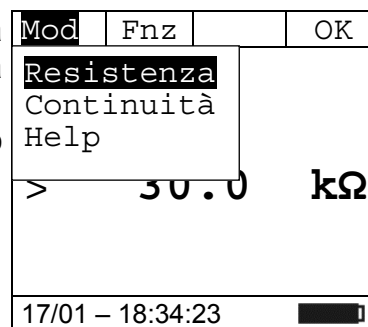 Mod Fnz OK
Resistenza
Continuità
Help
> 30.0 kΩ
17/01 – 18:34:23